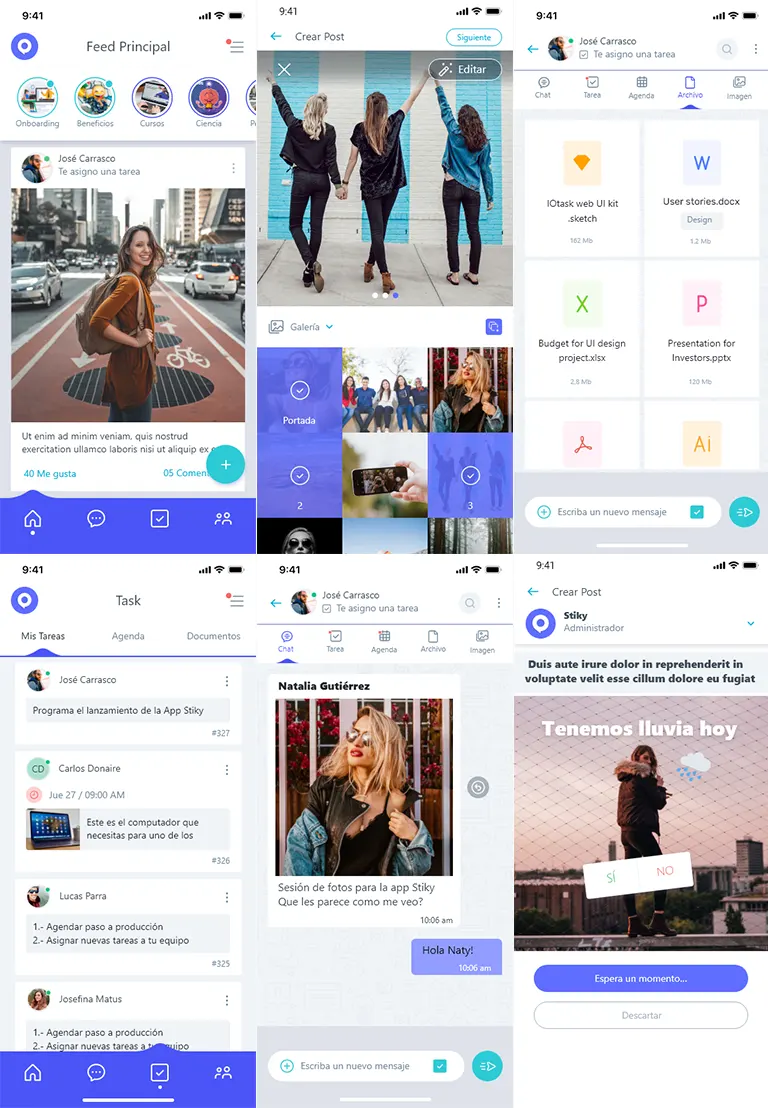 9:41
Feed Principal
Onboarding
Beneficios
Cursos
Ciencia
José Carrasco
Te asigno una tarea
Ut enim ad minim veniam, quis nostrud
exercitation ullamco laboris nisi ut aliquip ex
40 Me gusta
05 Comen
9:41
Crear Post
Siguiente
Editar
Galería
Portada
2
3
9:41
José Carrasco
Te asigno una tarea
Chat
Tarea
Agenda
Archivo
Imagen
IOtask web UI kit
.sketch
162 Mb
W
User stories.docx
Design
1.2 Mb
X
Budget for UI design
project.xlsx
2,8 Mb
P
Presentation for
Investors.pptx
120 Mb
Ai
Escriba un nuevo mensaje
9:41
Task
Mis Tareas
Agenda
Documentos
José Carrasco
Programa el lanzamiento de la App Stiky
#327
CD
Carlos Donaire
Jue 27 / 09:00 AM
Este es el computador que
necesitas para uno de los
#326
Lucas Parra
1.- Agendar paso a producción
2.- Asignar nuevas tareas a tu equipo
#325
Josefina Matus
1.- Agendar paso a producción
2.- Asignar nuevas tareas a tu equipo
9:41
José Carrasco
Te asigno una tarea
Chat
Tarea
Agenda
Archivo
Imagen
Natalia Gutiérrez
Sesión de fotos para la app Stiky
Que les parece como me veo?
10:06 am
Hola Naty!
10:06 am
Escriba un nuevo mensaje
9:41
Crear Post
Stiky
Administrador
Duis aute irure dolor in reprehenderit in
voluptate velit esse cillum dolore eu fugiat
Tenemos lluvia hoy
SÍ
NO
Espera un momento...
Descartar